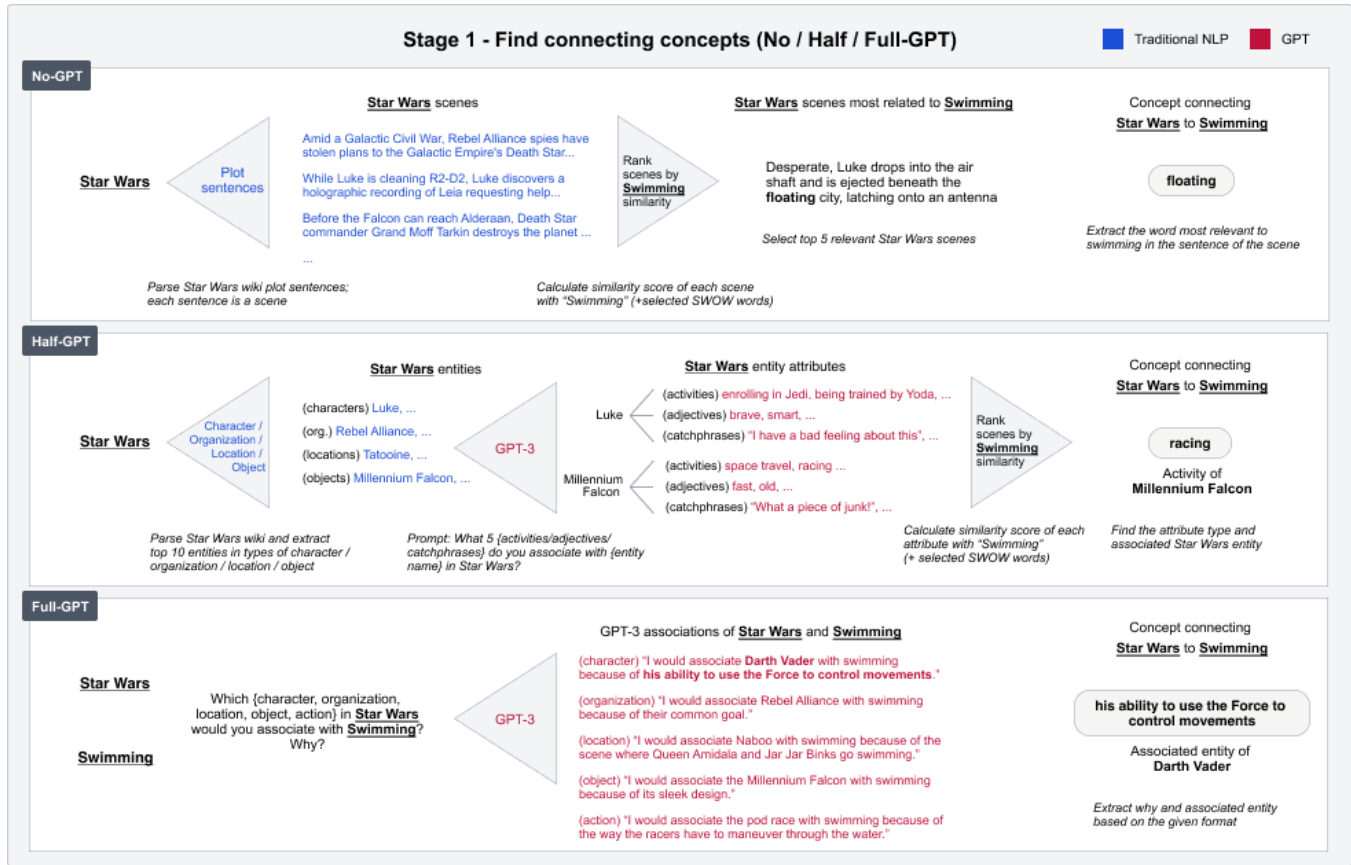 Stage 1 - Find connecting concepts (No / Half / Full-GPT)
Traditional NLP
GPT
No-GPT
Star Wars
Plot
sentences
Parse Star Wars wiki plot sentences;
each sentence is a scene
Star Wars scenes
Amid a Galactic Civil War, Rebel Alliance spies have
stolen plans to the Galactic Empire's Death Star...
While Luke is cleaning R2-D2, Luke discovers a
holographic recording of Leia requesting help...
Before the Falcon can reach Alderaan, Death Star
commander Grand Moff Tarkin destroys the planet ...
...
Rank
scenes by
Swimming
similarity
Calculate similarity score of each scene
with "Swimming" (+selected SWOW words)
Star Wars scenes most related to Swimming
Desperate, Luke drops into the air
shaft and is ejected beneath the
floating city, latching onto an antenna
Select top 5 relevant Star Wars scenes
Concept connecting
Star Wars to Swimming
floating
Extract the word most relevant to
swimming in the sentence of the scene
Half-GPT
Star Wars
Character /
Organization /
Location /
Object
Parse Star Wars wiki and extract
top 10 entities in types of character /
organization / location / object
Star Wars entities
(characters) Luke, ...
(org.) Rebel Alliance, ...
(locations) Tatooine, ...
(objects) Millennium Falcon, ...
GPT-3
Prompt: What 5 {activities/adjectives/
catchphrases} do you associate with {entity
name} in Star Wars?
Star Wars entity attributes
Luke
(activities) enrolling in Jedi, being trained by Yoda, ...
(adjectives) brave, smart, ...
(catchphrases) "I have a bad feeling about this", ...
Millennium
Falcon
(activities) space travel, racing ...
(adjectives) fast, old, ...
(catchphrases) "What a piece of junk!", ...
Rank
scenes by
Swimming
similarity
Calculate similarity score of each
attribute with "Swimming"
(+ selected SWOW words)
Concept connecting
Star Wars to Swimming
racing
Activity of
Millennium Falcon
Find the attribute type and
associated Star Wars entity
Full-GPT
Star Wars
Swimming
Which {character, organization,
location, object, action} in Star Wars
would you associate with Swimming?
Why?
GPT-3
GPT-3 associations of Star Wars and Swimming
(character) "I would associate Darth Vader with swimming
because of his ability to use the Force to control movements."
(organization) "I would associate Rebel Alliance with swimming
because of their common goal."
(location) "I would associate Naboo with swimming because of the
scene where Queen Amidala and Jar Jar Binks go swimming."
(object) "I would associate the Millennium Falcon with swimming
because of its sleek design."
(action) "I would associate the pod race with swimming because of
the way the racers have to maneuver through the water."
Concept connecting
Star Wars to Swimming
his ability to use the Force to
control movements
Associated entity of
Darth Vader
Extract why and associated entity
based on the given format